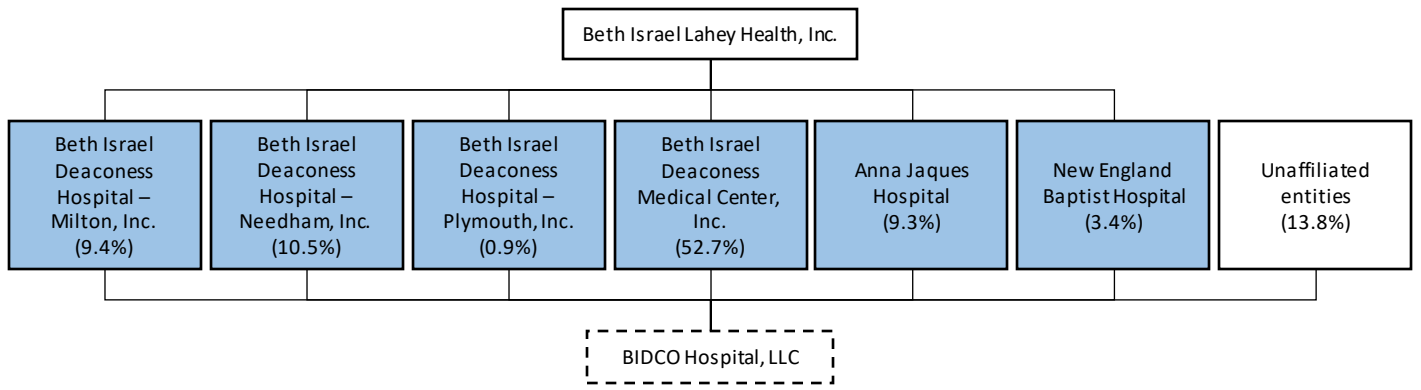 Beth Israel Lahey Health, Inc.
Beth Israel
Deaconess
Hospital –
Milton, Inc.
(9.4%)
Beth Israel
Deaconess
Hospital –
Needham, Inc.
(10.5%)
Beth Israel
Deaconess
Hospital –
Plymouth, Inc.
(0.9%)
Beth Israel
Deaconess
Medical Center,
Inc.
(52.7%)
Anna Jaques
Hospital
(9.3%)
New England
Baptist Hospital
(3.4%)
Unaffiliated
entities
(13.8%)
BIDCO Hospital, LLC